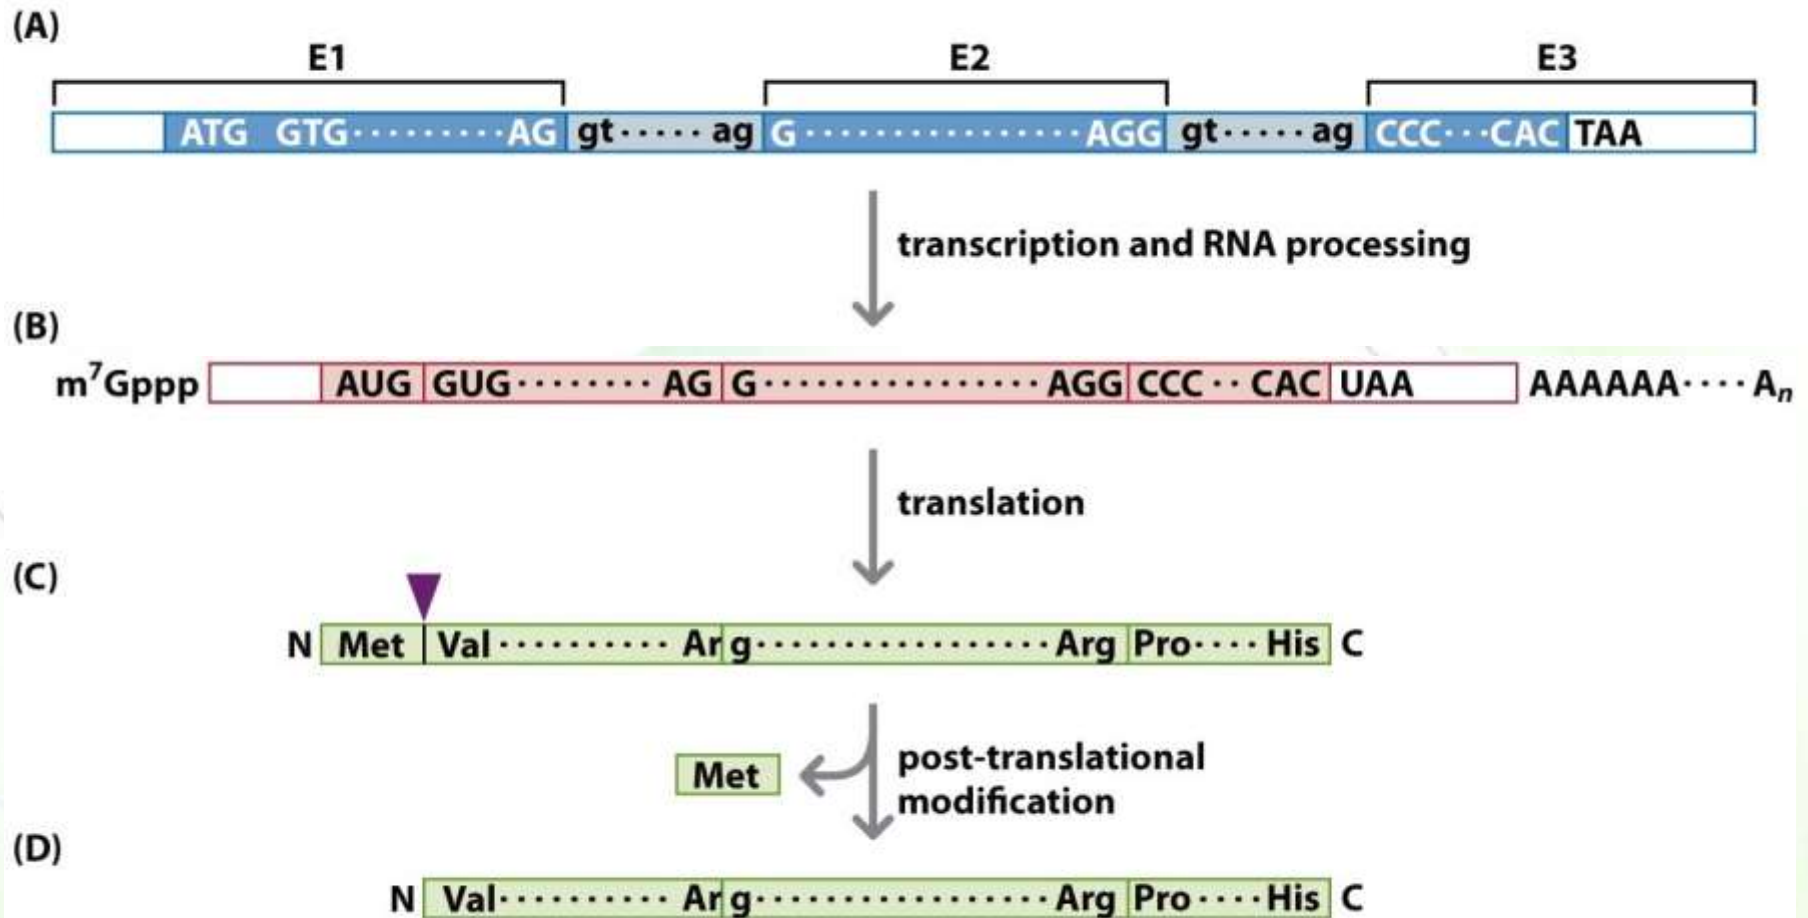 (A)
E1 E2 E3
ATG GTG·········AG gt·····ag G···············AGG gt·····ag CCC···CAC TAA
transcription and RNA processing
(B)
m⁷Gppp AUG GUG········AG G···············AGG CCC··CAC UAA AAAAAA····Aₙ
translation
(C)
N Met Val··········Ar g················Arg Pro····His C
Met
post-translational
modification
(D)
N Val··········Ar g················Arg Pro····His C